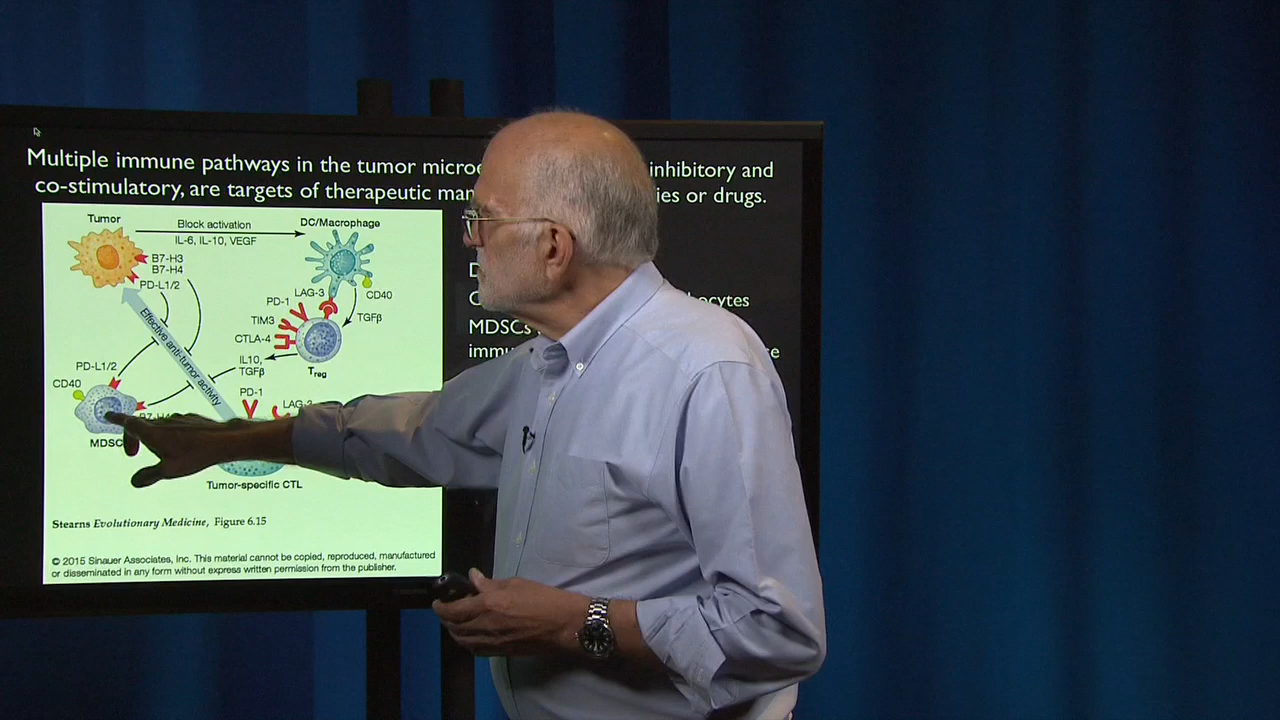 Multiple immune pathways in the tumor inhibitory and
co-stimulatory, are targets of therapeutic or drugs.
Tumor
Block activation
DC/Macrophage
IL-6, IL-10, VEGF
B7-H3
B7-H4
PD-L1/2
LAG-3
CD40
PD-1
TGFβ
TIM3
CTLA-4
Effective anti-tumor activity
IL10,
TGFβ
Treg
PD-L1/2
CD40
PD-1
B7-H4
MDSC
MDSCs
Tumor-specific CTL
Stearns Evolutionary Medicine, Figure 6.15
© 2015 Sinauer Associates, Inc. This material cannot be copied, reproduced, manufactured
or disseminated in any form without express written permission from the publisher.